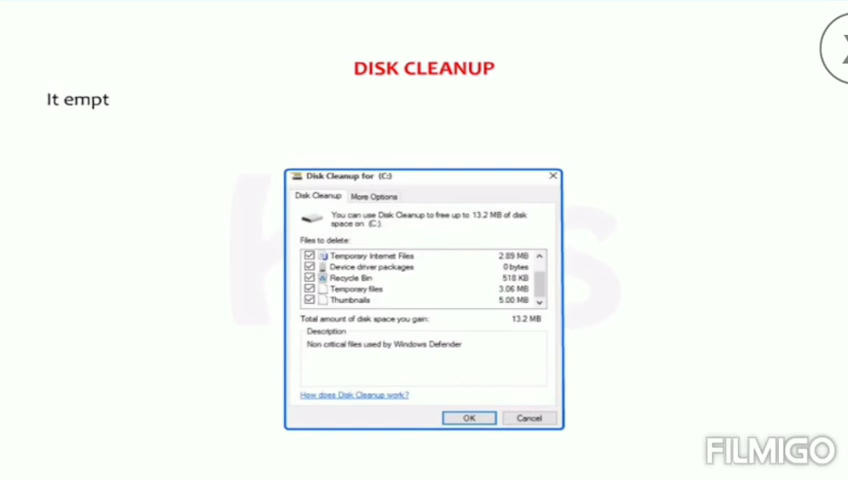 DISK CLEANUP
It empt
Disk Cleanup for (C:)
Disk Cleanup More Options
You can use Disk Cleanup to free up to 13.2 MB of disk
space on (C:).
Files to delete:
Temporary Internet Files 2.89 MB
Device driver packages 0 bytes
Recycle Bin 518 KB
Temporary files 3.06 MB
Thumbnails 5.00 MB
Total amount of disk space you gain: 13.2 MB
Description
Non critical files used by Windows Defender
How does Disk Cleanup work?
OK Cancel
FILMIGO